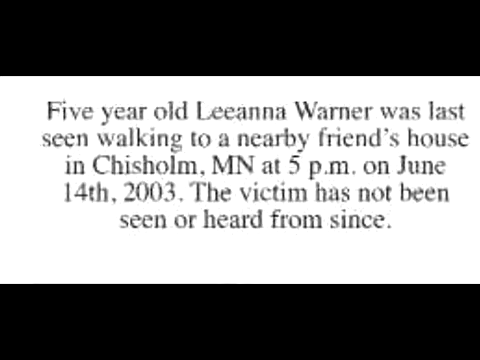 Five year old Leeanna Warner was last
seen walking to a nearby friend's house
in Chisholm, MN at 5 p.m. on June
14th, 2003. The victim has not been
seen or heard from since.